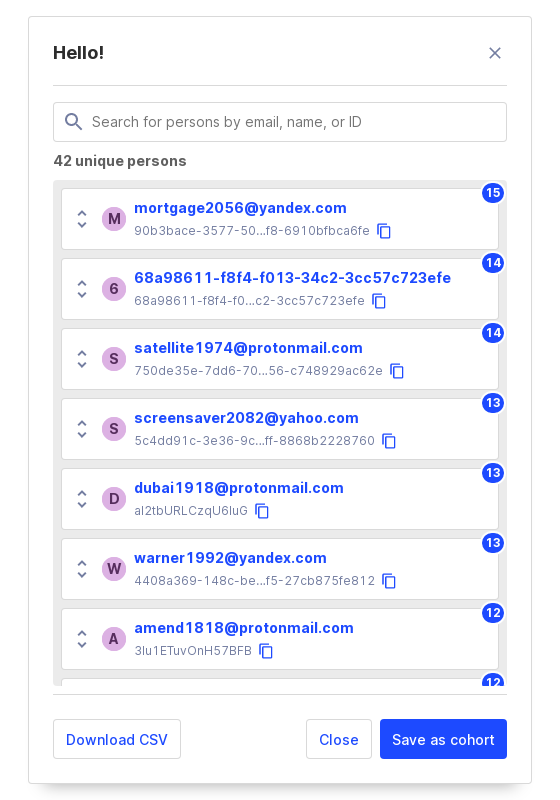 Hello!
Search for persons by email, name, or ID
42 unique persons
15
M
mortgage2056@yandex.com
90b3bace-3577-50...f8-6910bfbca6fe
14
6
68a98611-f8f4-f013-34c2-3cc57c723efe
68a98611-f8f4-f0...c2-3cc57c723efe
14
S
satellite1974@protonmail.com
750de35e-7dd6-70...56-c748929ac62e
13
S
screensaver2082@yahoo.com
5c4dd91c-3e36-9c...ff-8868b2228760
13
D
dubai1918@protonmail.com
aI2tbURLCzqU6IuG
13
W
warner1992@yandex.com
4408a369-148c-be...f5-27cb875fe812
12
A
amend1818@protonmail.com
3Iu1ETuvOnH57BFB
12
Download CSV
Close
Save as cohort